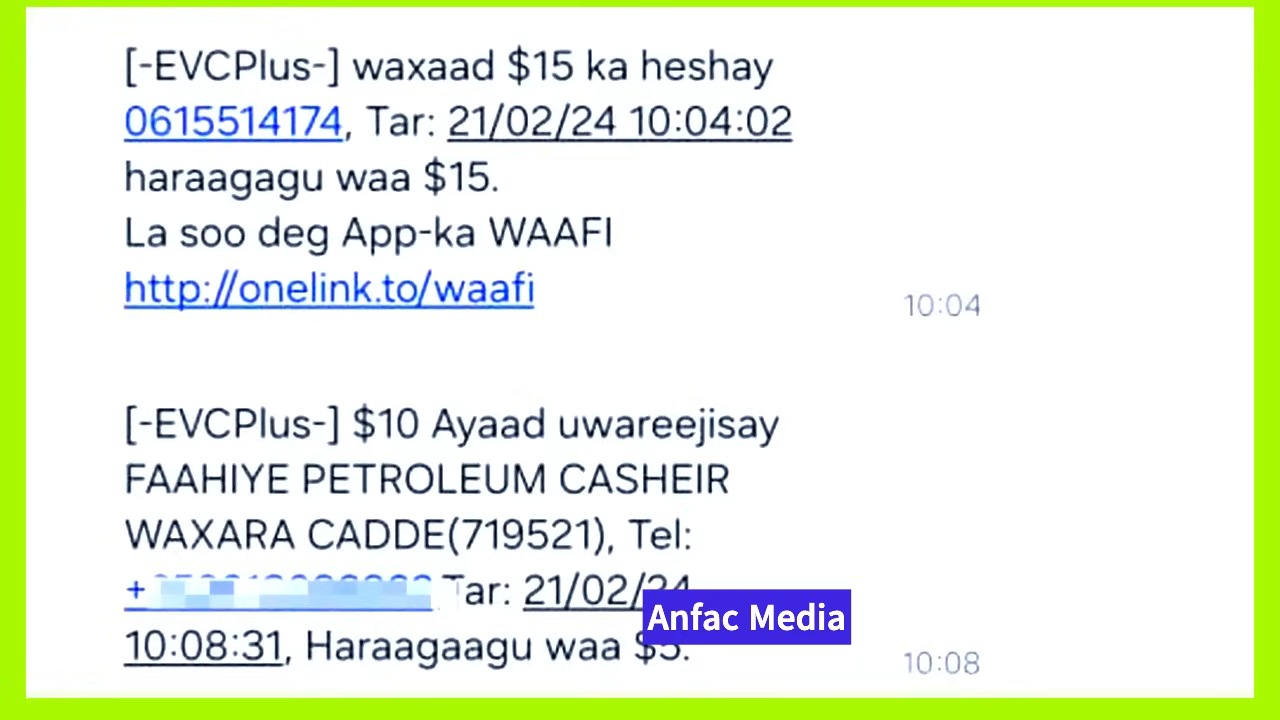 [-EVCPlus-] waxaad $15 ka heshay
0615514174, Tar: 21/02/24 10:04:02
haraagagu waa $15.
La soo deg App-ka WAAFI
http://onelink.to/waafi
10:04
[-EVCPlus-] $10 Ayaad uwareejisay
FAAHIYE PETROLEUM CASHEIR
WAXARA CADDE(719521), Tel:
+ Tar: 21/02/24
10:08:31, Haraagaagu waa $5.
10:08
Anfac Media